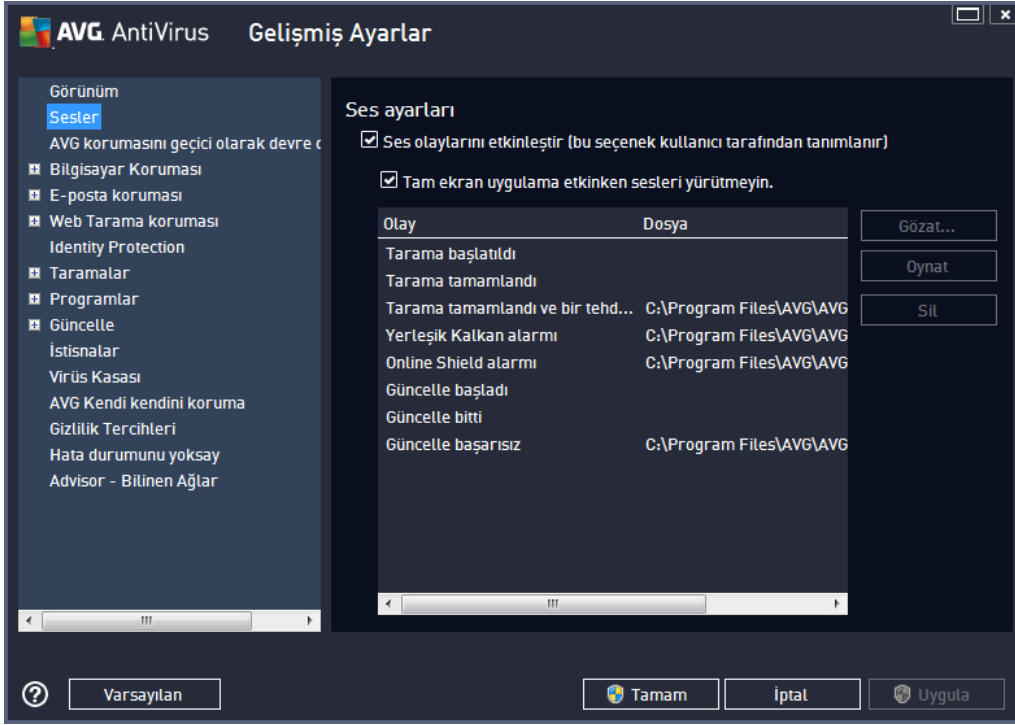 AVG AntiVirus Gelişmiş Ayarlar
Görünüm
Sesler
AVG korumasını geçici olarak devre
Bilgisayar Koruması
E-posta koruması
Web Tarama koruması
Identity Protection
Taramalar
Programlar
Güncelle
İstisnalar
Virüs Kasası
AVG Kendi kendini koruma
Gizlilik Tercihleri
Hata durumunu yoksay
Advisor - Bilinen Ağlar
Ses ayarları
Ses olaylarını etkinleştir (bu seçenek kullanıcı tarafından tanımlanır)
Tam ekran uygulama etkinken sesleri yürütmeyin.
Olay Dosya
Tarama başlatıldı
Tarama tamamlandı
Tarama tamamlandı ve bir tehd... C:\Program Files\AVG\AVG
Yerleşik Kalkan alarmı C:\Program Files\AVG\AVG
Online Shield alarmı C:\Program Files\AVG\AVG
Güncelle başladı
Güncelle bitti
Güncelle başarısız C:\Program Files\AVG\AVG
Gözat...
Oynat
Sil
Varsayılan
Tamam
İptal
Uygula